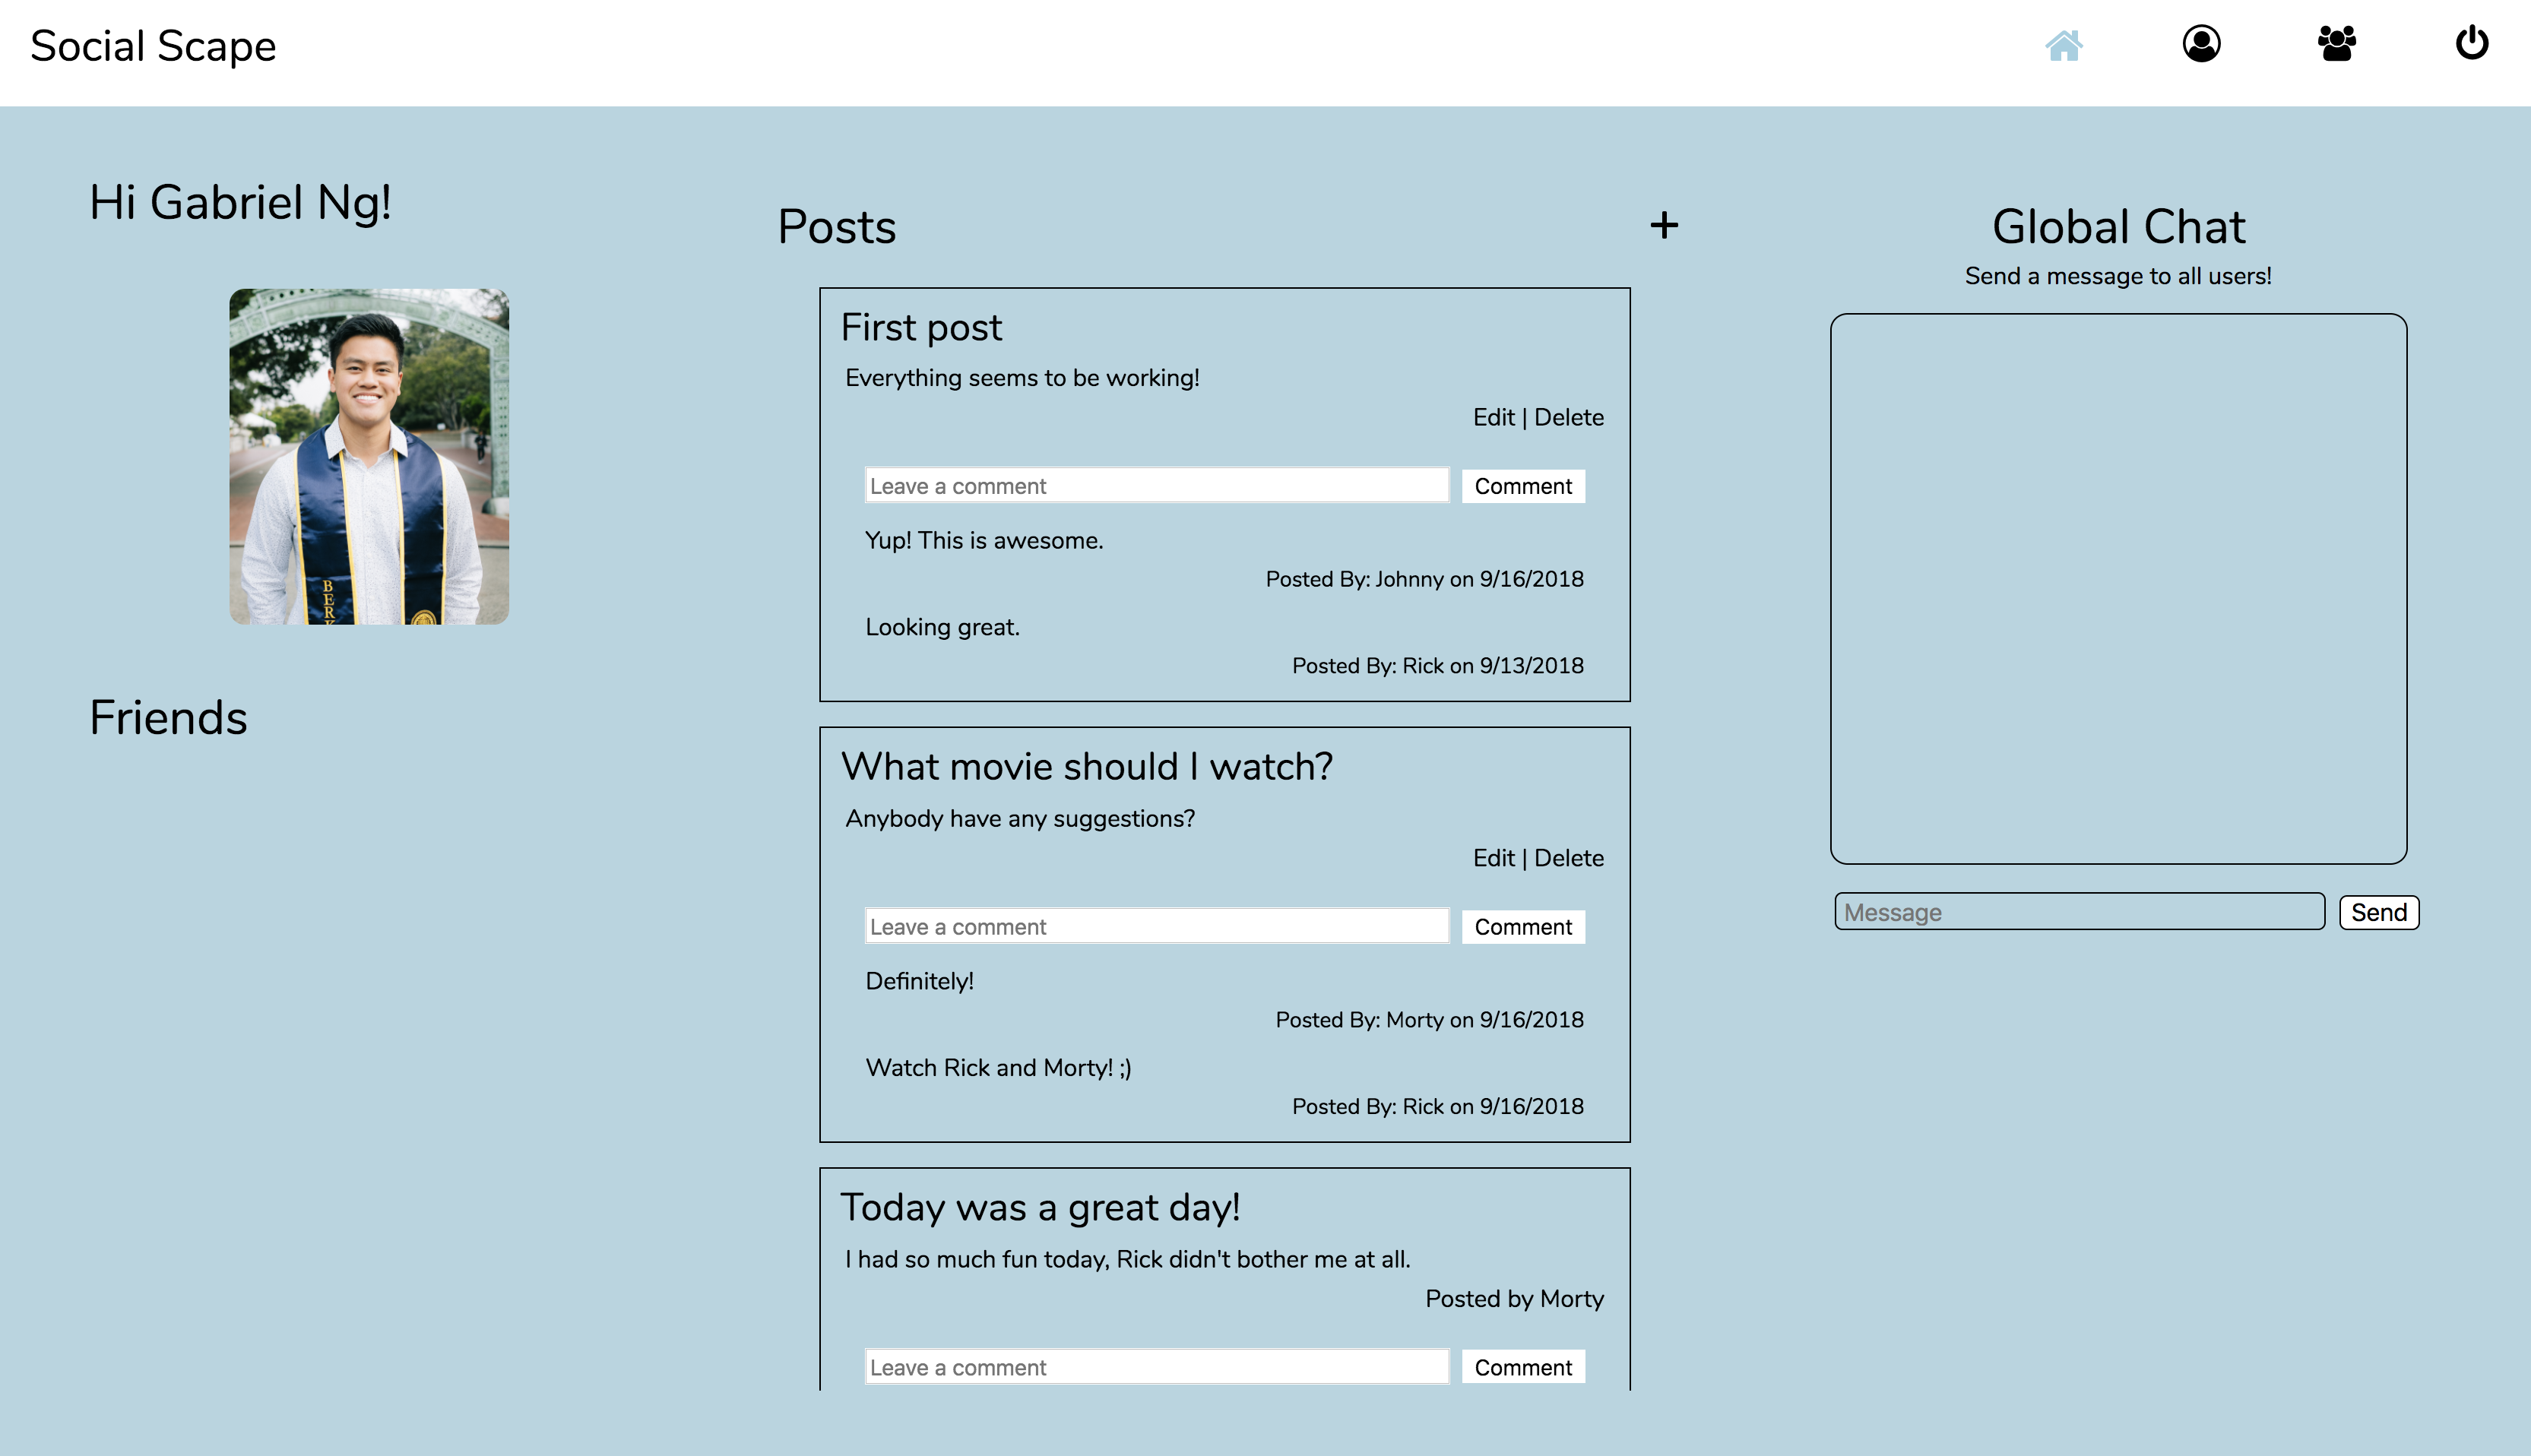 Social Scape
Hi Gabriel Ng!
BERK
Friends
Posts
+
First post
Everything seems to be working!
Edit | Delete
Leave a comment
Comment
Yup! This is awesome.
Posted By: Johnny on 9/16/2018
Looking great.
Posted By: Rick on 9/13/2018
What movie should I watch?
Anybody have any suggestions?
Edit | Delete
Leave a comment
Comment
Definitely!
Posted By: Morty on 9/16/2018
Watch Rick and Morty! ;)
Posted By: Rick on 9/16/2018
Today was a great day!
I had so much fun today, Rick didn't bother me at all.
Posted by Morty
Leave a comment
Comment
Global Chat
Send a message to all users!
Message
Send